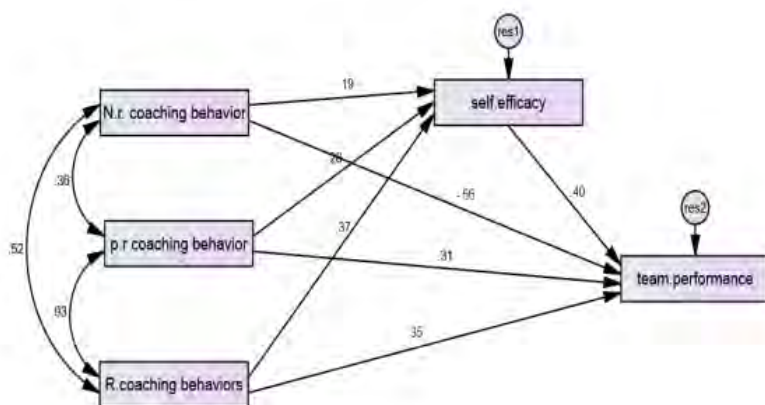 res1
N.r. coaching behavior
19
self.efficacy
.36
28
-.56
.40
res2
.52
p.r coaching behavior
.37
.31
team.performance
.93
.35
R.coaching behaviors